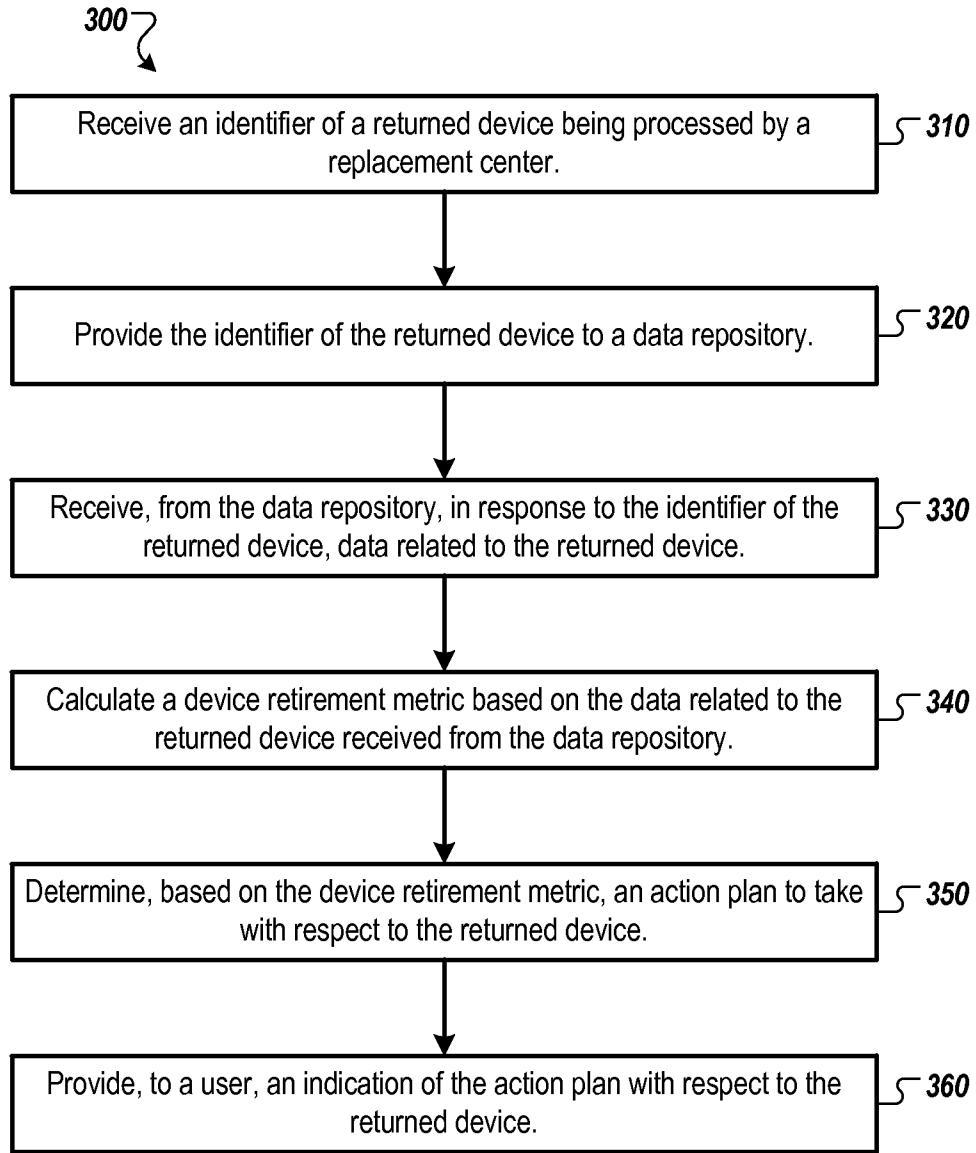 300
Receive an identifier of a returned device being processed by a
replacement center.
310
Provide the identifier of the returned device to a data repository.
320
Receive, from the data repository, in response to the identifier of the
returned device, data related to the returned device.
330
Calculate a device retirement metric based on the data related to the
returned device received from the data repository.
340
Determine, based on the device retirement metric, an action plan to take
with respect to the returned device.
350
Provide, to a user, an indication of the action plan with respect to the
returned device.
360